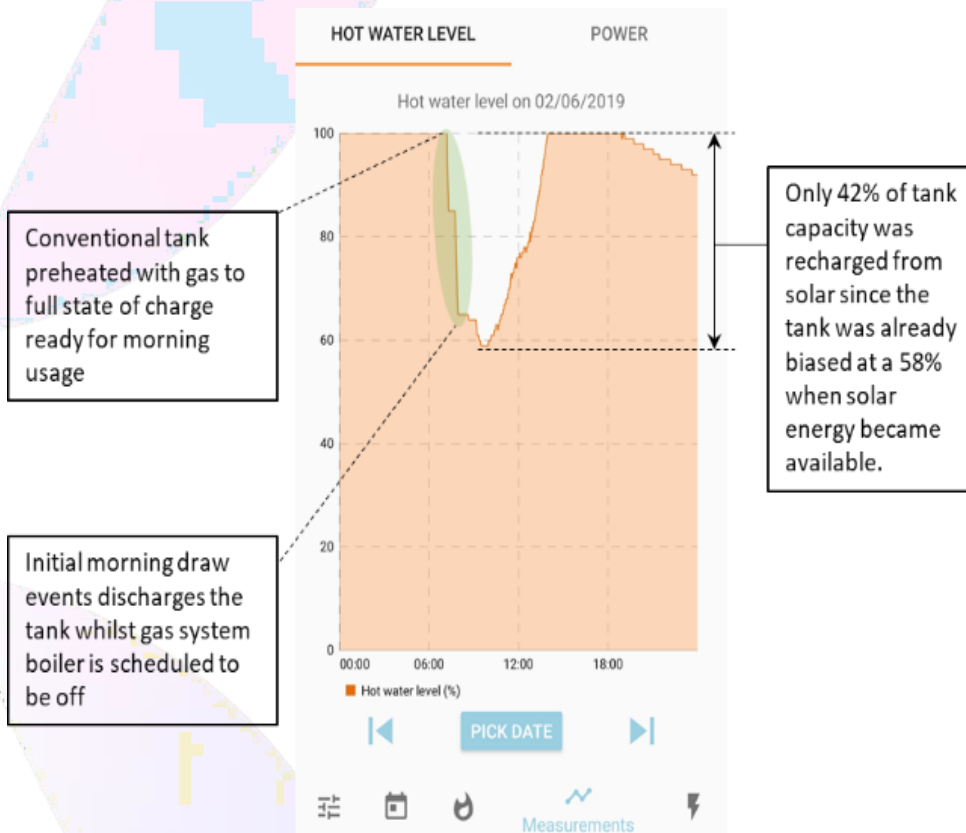 HOT WATER LEVEL
POWER
Hot water level on 02/06/2019
100
80
60
40
20
0
00:00
06:00
12:00
18:00
Hot water level (%)
PICK DATE
Measurements
Conventional tank
preheated with gas to
full state of charge
ready for morning
usage
Initial morning draw
events discharges the
tank whilst gas system
boiler is scheduled to
be off
Only 42% of tank
capacity was
recharged from
solar since the
tank was already
biased at a 58%
when solar
energy became
available.